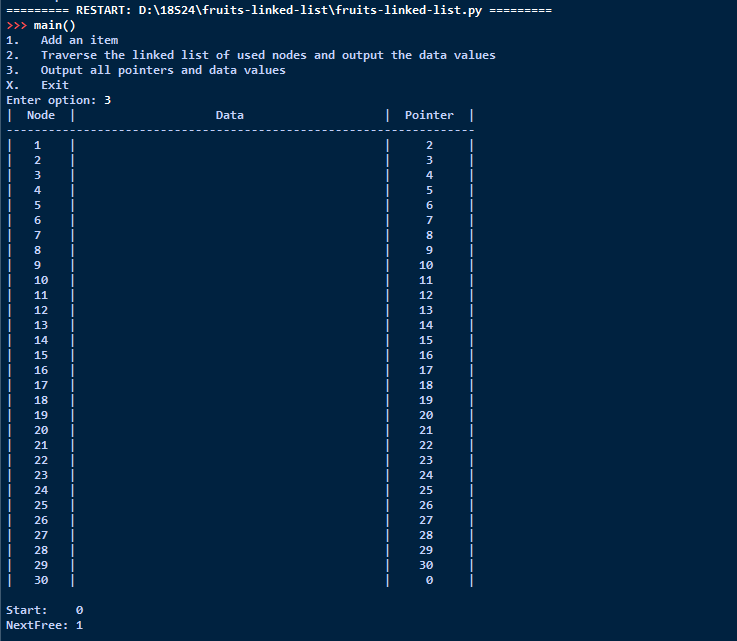 ========= RESTART: D:\18S24\fruits-linked-list\fruits-linked-list.py =========
>>> main()
1.   Add an item
2.   Traverse the linked list of used nodes and output the data values
3.   Output all pointers and data values
X.   Exit
Enter option: 3
|  Node  |                    Data                    |  Pointer  |
-------------------------------------------------------------------
|   1    |                                            |     2     |
|   2    |                                            |     3     |
|   3    |                                            |     4     |
|   4    |                                            |     5     |
|   5    |                                            |     6     |
|   6    |                                            |     7     |
|   7    |                                            |     8     |
|   8    |                                            |     9     |
|   9    |                                            |    10     |
|   10   |                                            |    11     |
|   11   |                                            |    12     |
|   12   |                                            |    13     |
|   13   |                                            |    14     |
|   14   |                                            |    15     |
|   15   |                                            |    16     |
|   16   |                                            |    17     |
|   17   |                                            |    18     |
|   18   |                                            |    19     |
|   19   |                                            |    20     |
|   20   |                                            |    21     |
|   21   |                                            |    22     |
|   22   |                                            |    23     |
|   23   |                                            |    24     |
|   24   |                                            |    25     |
|   25   |                                            |    26     |
|   26   |                                            |    27     |
|   27   |                                            |    28     |
|   28   |                                            |    29     |
|   29   |                                            |    30     |
|   30   |                                            |     0     |
Start:    0
NextFree: 1